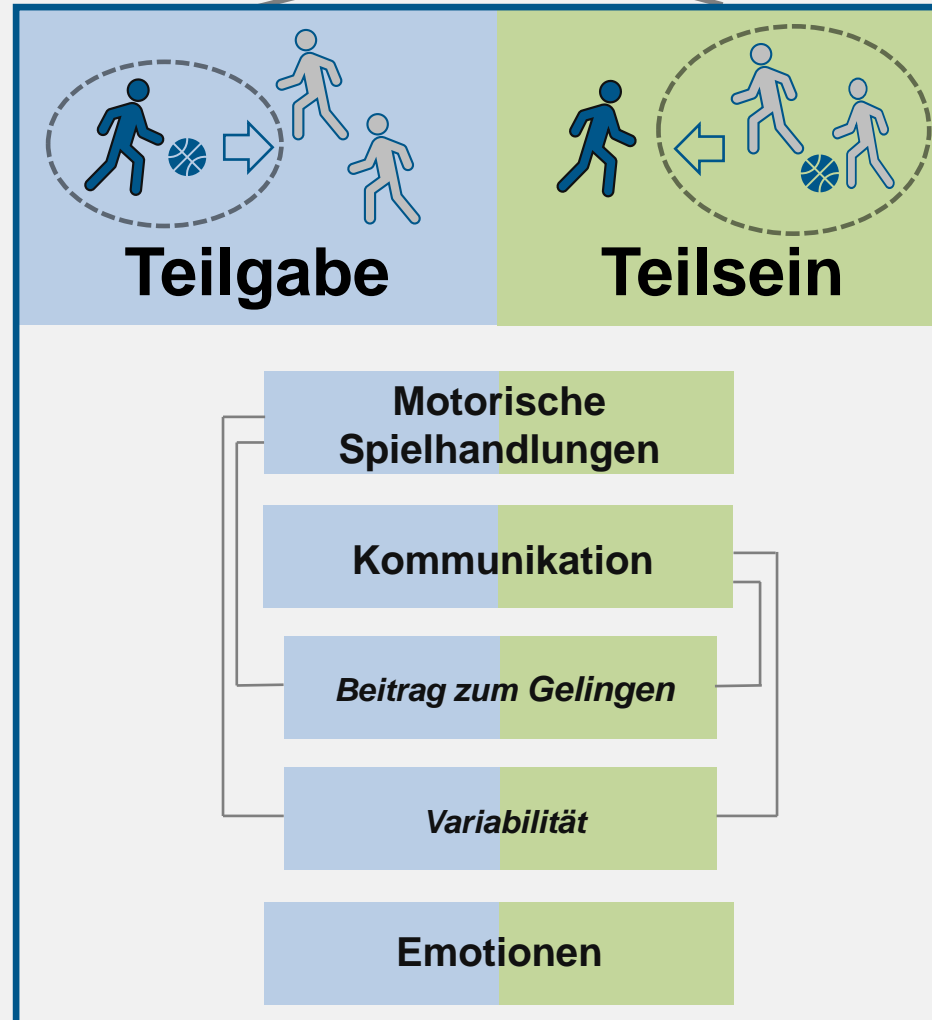 Teilgabe
Teilsein
Motorische
Spielhandlungen
Kommunikation
Beitrag zum Gelingen
Variabilität
Emotionen